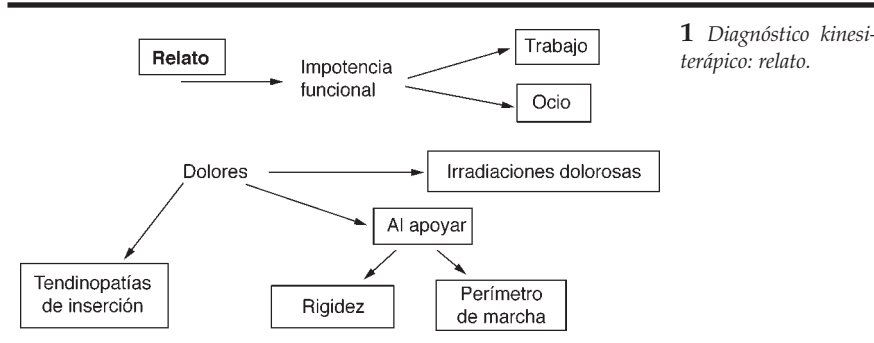 Relato
Impotencia
funcional
Trabajo
Ocio
1 Diagnóstico kinesi-
terápico: relato.
Dolores
Irradiaciones dolorosas
Al apoyar
Tendinopatías
de inserción
Rigidez
Perímetro
de marcha